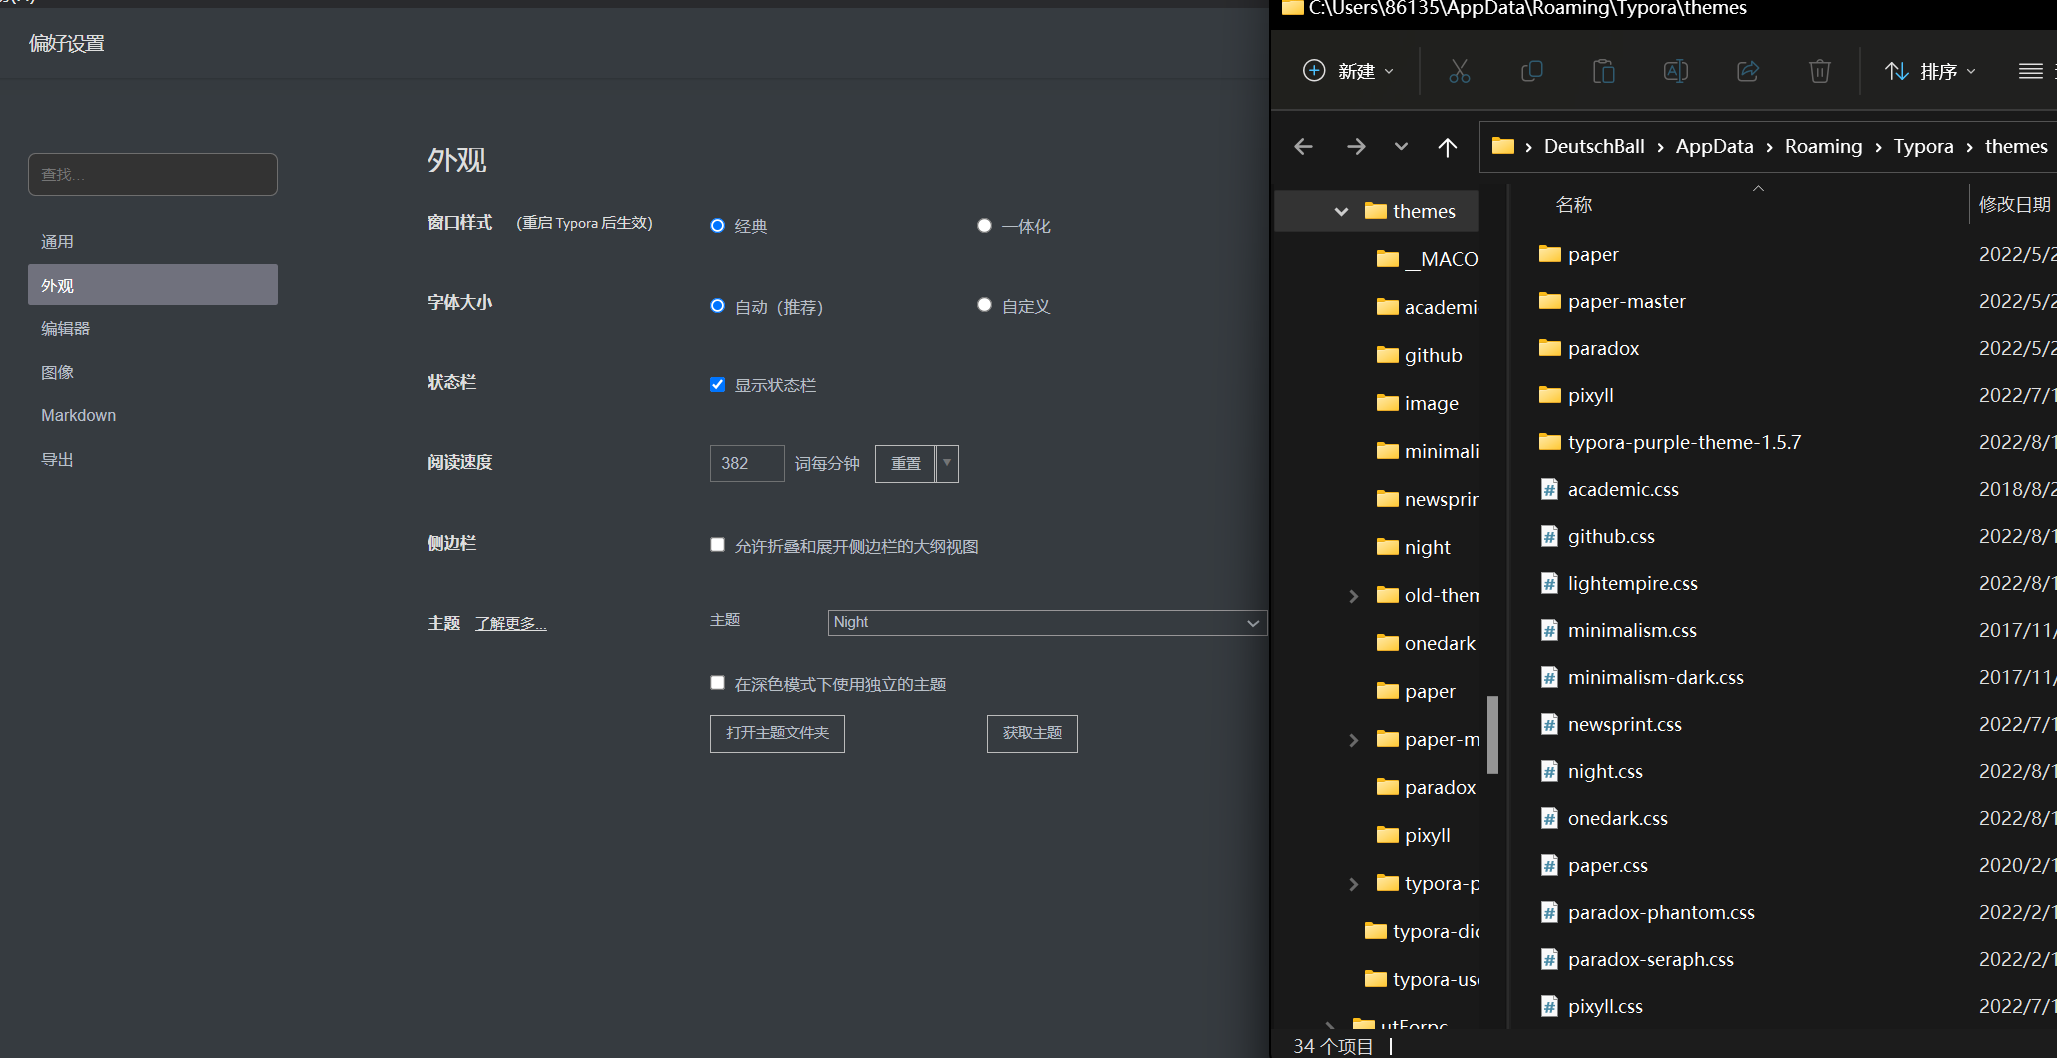 偏好设置
查找...
通用
外观
编辑器
图像
Markdown
导出
外观
窗口样式 （重启 Typora 后生效） 经典 一体化
字体大小 自动（推荐） 自定义
状态栏 显示状态栏
阅读速度 382 词每分钟 重置
侧边栏 允许折叠和展开侧边栏的大纲视图
主题 了解更多... 主题 Night
在深色模式下使用独立的主题
打开主题文件夹 获取主题
C:\Users\86135\AppData\Roaming\Typora\themes
新建 排序
DeutschBall › AppData › Roaming › Typora › themes
themes
__MACO
academi
github
image
minimali
newsprin
night
old-them
onedark
paper
paper-m
paradox
pixyll
typora-p
typora-dic
typora-use
名称 修改日期
paper 2022/5/2
paper-master 2022/5/2
paradox 2022/5/2
pixyll 2022/7/1
typora-purple-theme-1.5.7 2022/8/1
academic.css 2018/8/2
github.css 2022/8/1
lightempire.css 2022/8/1
minimalism.css 2017/11/
minimalism-dark.css 2017/11/
newsprint.css 2022/7/1
night.css 2022/8/1
onedark.css 2022/8/1
paper.css 2020/2/1
paradox-phantom.css 2022/2/1
paradox-seraph.css 2022/2/1
pixyll.css 2022/7/1
34 个项目